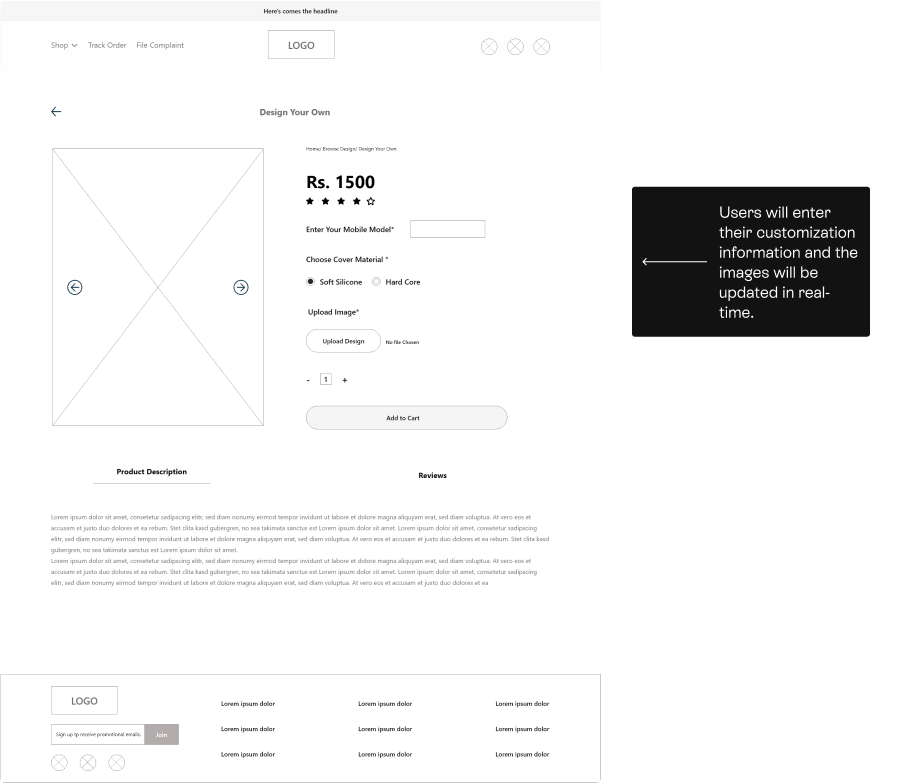 Here's comes the headline
Shop Track Order File Complaint
LOGO
Design Your Own
Home/ Browse Design/ Design Your Own
Rs. 1500
Enter Your Mobile Model*
Choose Cover Material *
Soft Silicone Hard Core
Upload Image*
Upload Design No file Chosen
- 1 +
Add to Cart
Users will enter
their customization
information and the
images will be
updated in real-
time.
Product Description Reviews
Lorem ipsum dolor sit amet, consetetur sadipscing elitr, sed diam nonumy eirmod tempor invidunt ut labore et dolore magna aliquyam erat, sed diam voluptua. At vero eos et
accusam et justo duo dolores et ea rebum. Stet clita kasd gubergren, no sea takimata sanctus est Lorem ipsum dolor sit amet. Lorem ipsum dolor sit amet, consetetur sadipscing
elitr, sed diam nonumy eirmod tempor invidunt ut labore et dolore magna aliquyam erat, sed diam voluptua. At vero eos et accusam et justo duo dolores et ea rebum. Stet clita kasd
gubergren, no sea takimata sanctus est Lorem ipsum dolor sit amet.
Lorem ipsum dolor sit amet, consetetur sadipscing elitr, sed diam nonumy eirmod tempor invidunt ut labore et dolore magna aliquyam erat, sed diam voluptua. At vero eos et
accusam et justo duo dolores et ea rebum. Stet clita kasd gubergren, no sea takimata sanctus est Lorem ipsum dolor sit amet. Lorem ipsum dolor sit amet, consetetur sadipscing
elitr, sed diam nonumy eirmod tempor invidunt ut labore et dolore magna aliquyam erat, sed diam voluptua. At vero eos et accusam et justo duo dolores et ea
LOGO
Sign up tp receive promotional emails. Join
Lorem ipsum dolor Lorem ipsum dolor Lorem ipsum dolor
Lorem ipsum dolor Lorem ipsum dolor Lorem ipsum dolor
Lorem ipsum dolor Lorem ipsum dolor Lorem ipsum dolor